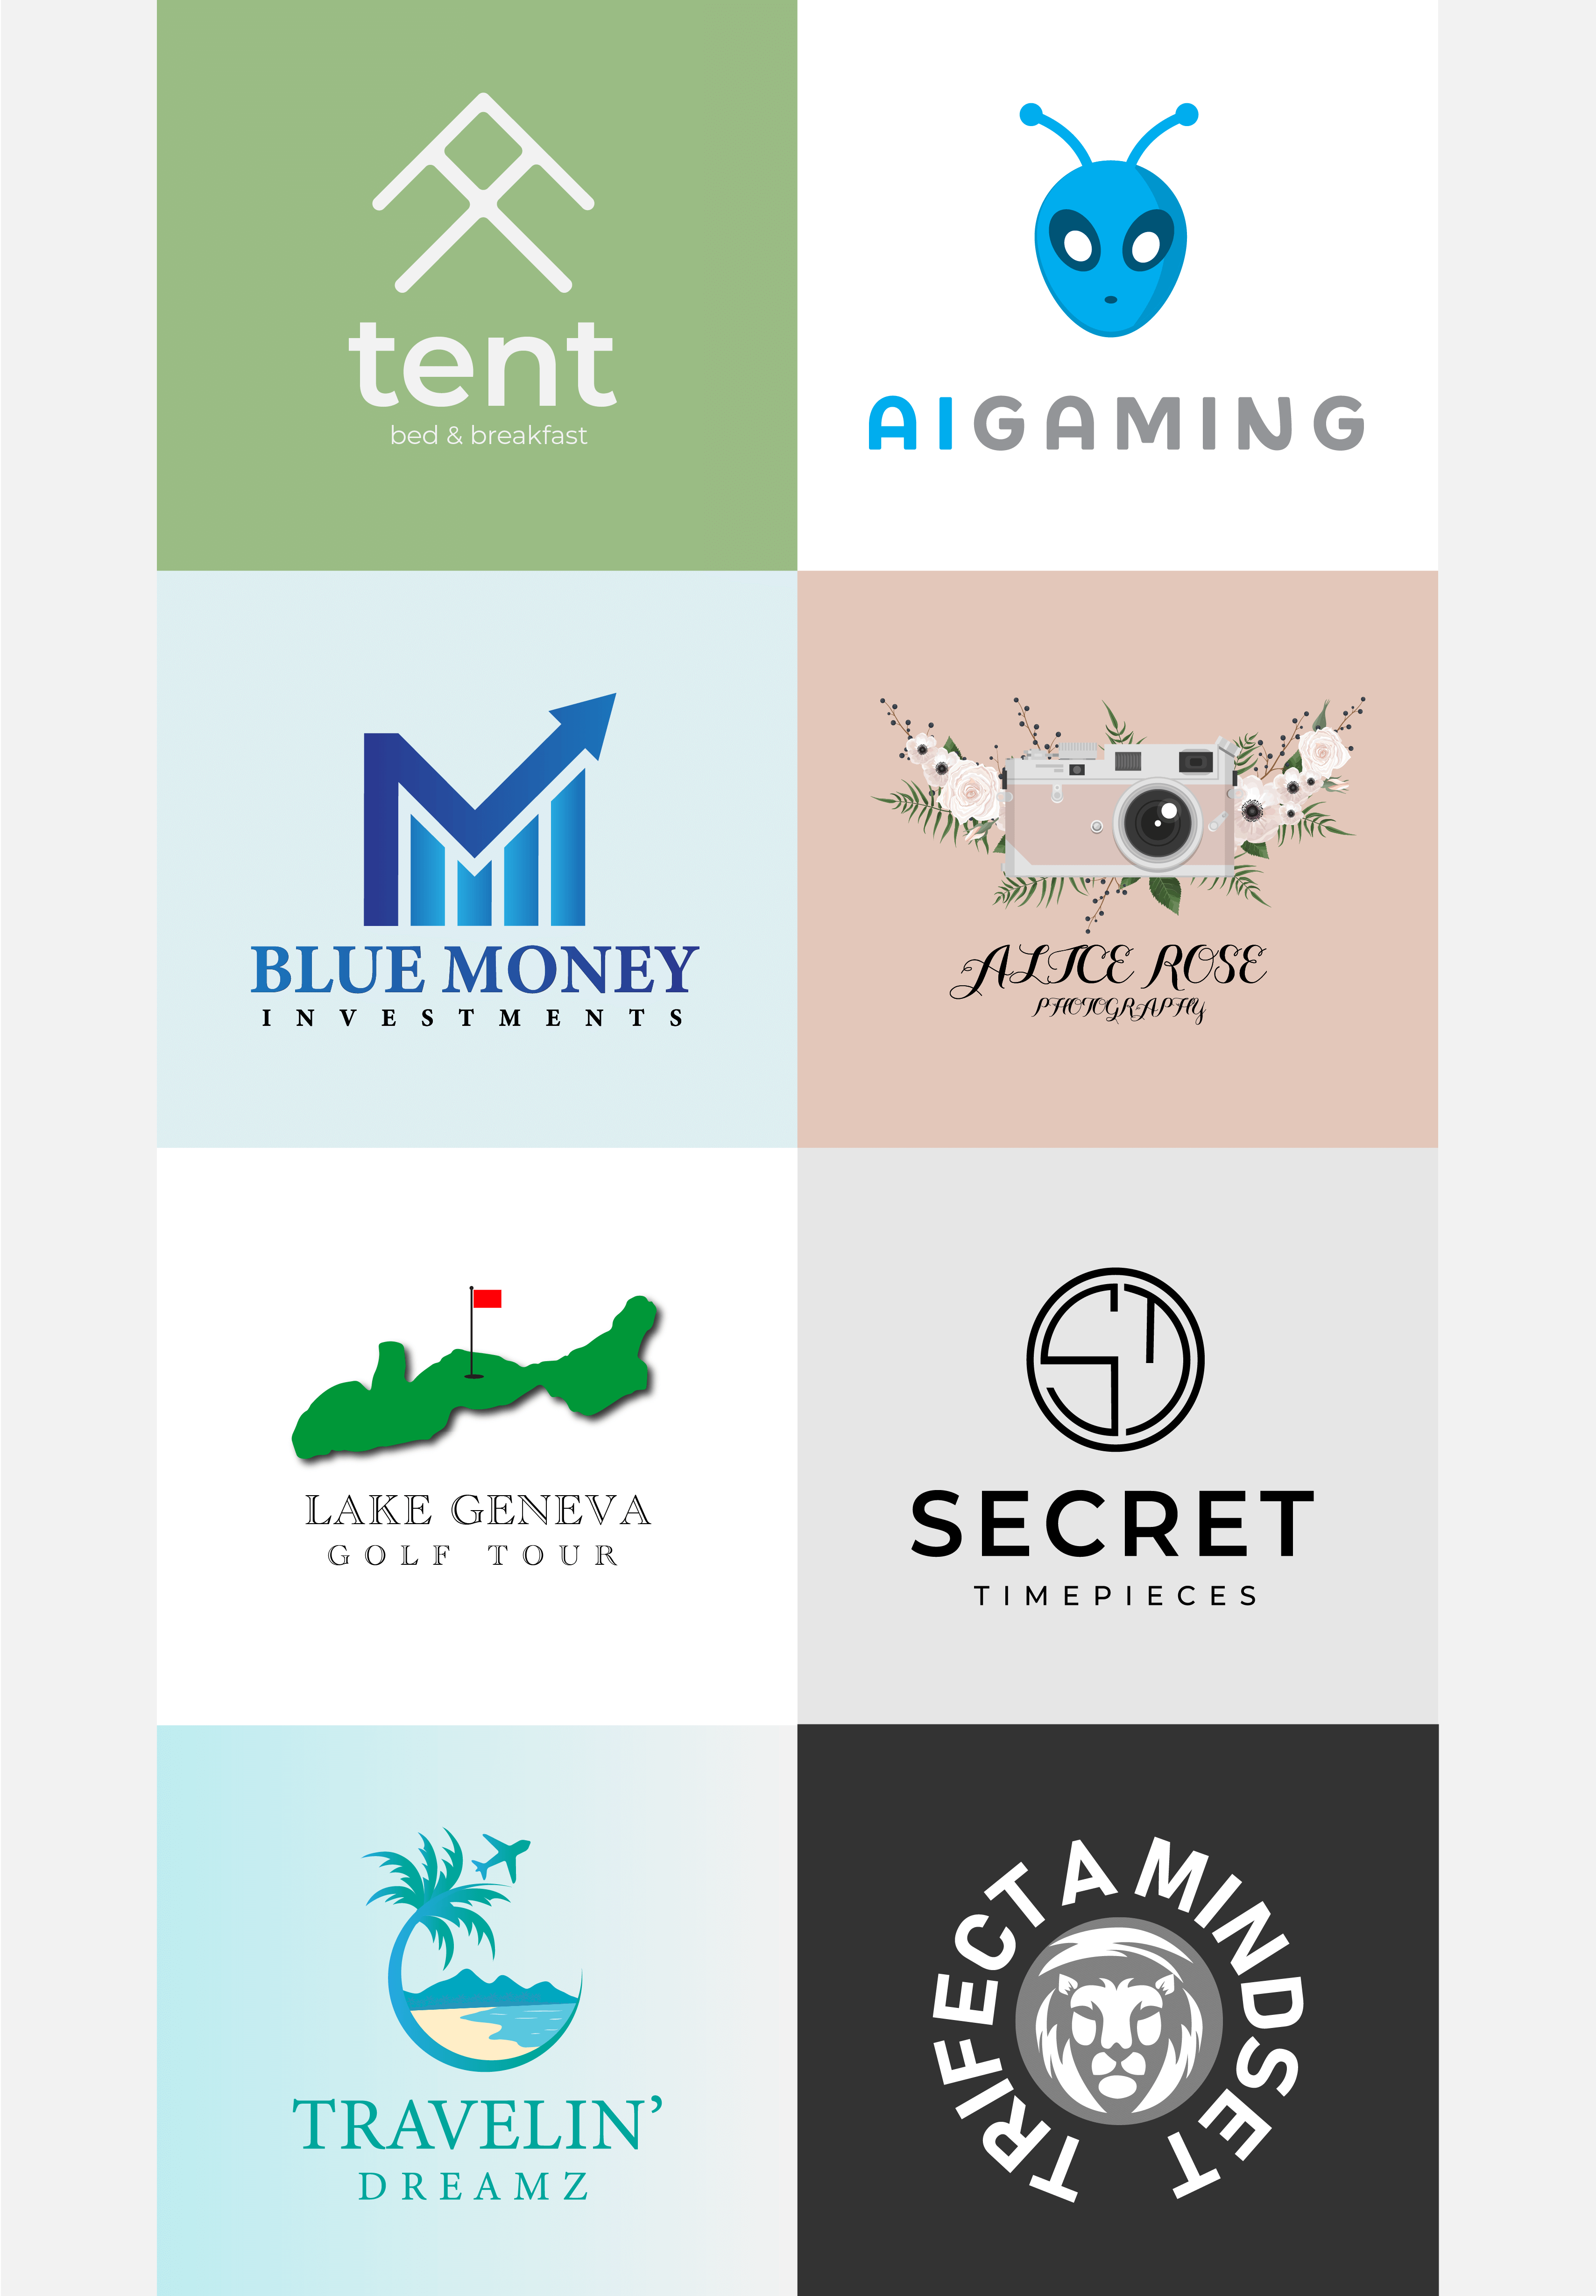 tent
bed & breakfast
AIGAMING
BLUE MONEY
INVESTMENTS
ALICE ROSE
PHOTOGRAPHY
LAKE GENEVA
GOLF TOUR
SECRET
TIMEPIECES
TRAVELIN’
DREAMZ
TRIFECTA MINDSET